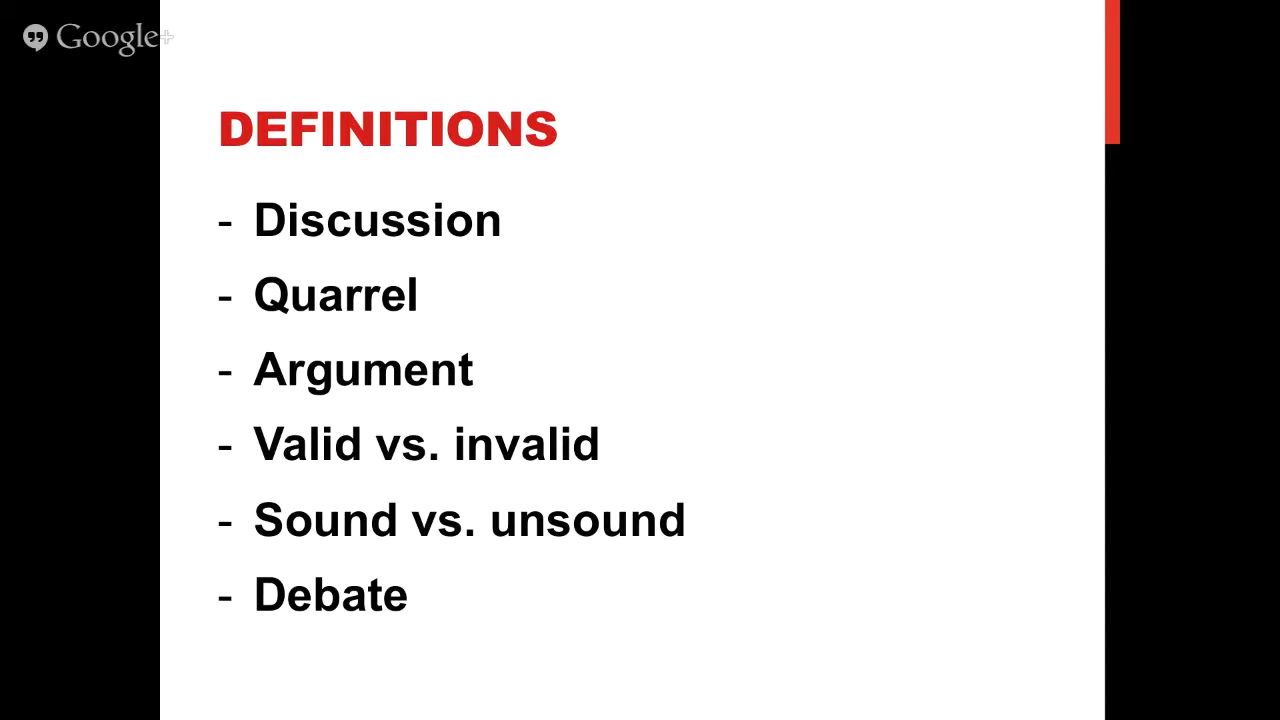 Google+
DEFINITIONS
- Discussion
- Quarrel
- Argument
- Valid vs. invalid
- Sound vs. unsound
- Debate